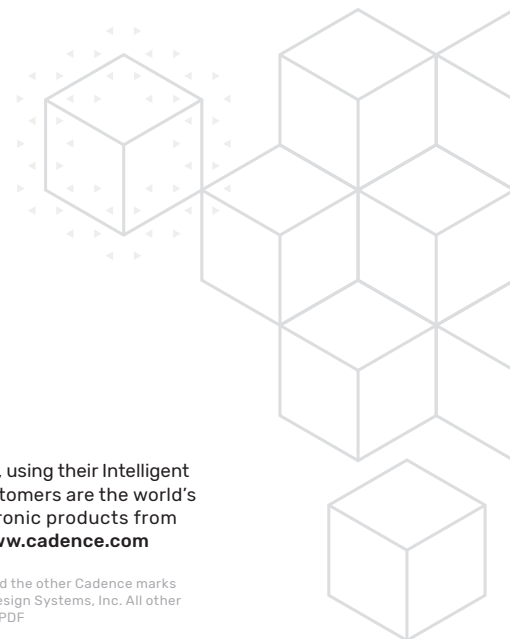 , using their Intelligent
tomers are the world's
ronic products from
w.cadence.com
d the other Cadence marks
esign Systems, Inc. All other
PDF